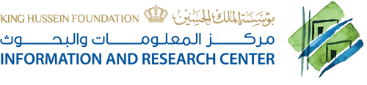 KING HUSSEIN FOUNDATION مؤسسة الملك الحسين
مركز المعلومات والبحوث
INFORMATION AND RESEARCH CENTER